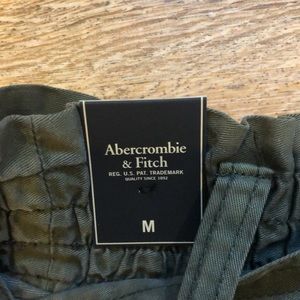 Abercrombie
& Fitch
REG. U.S. PAT. TRADEMARK
QUALITY SINCE 1892
M